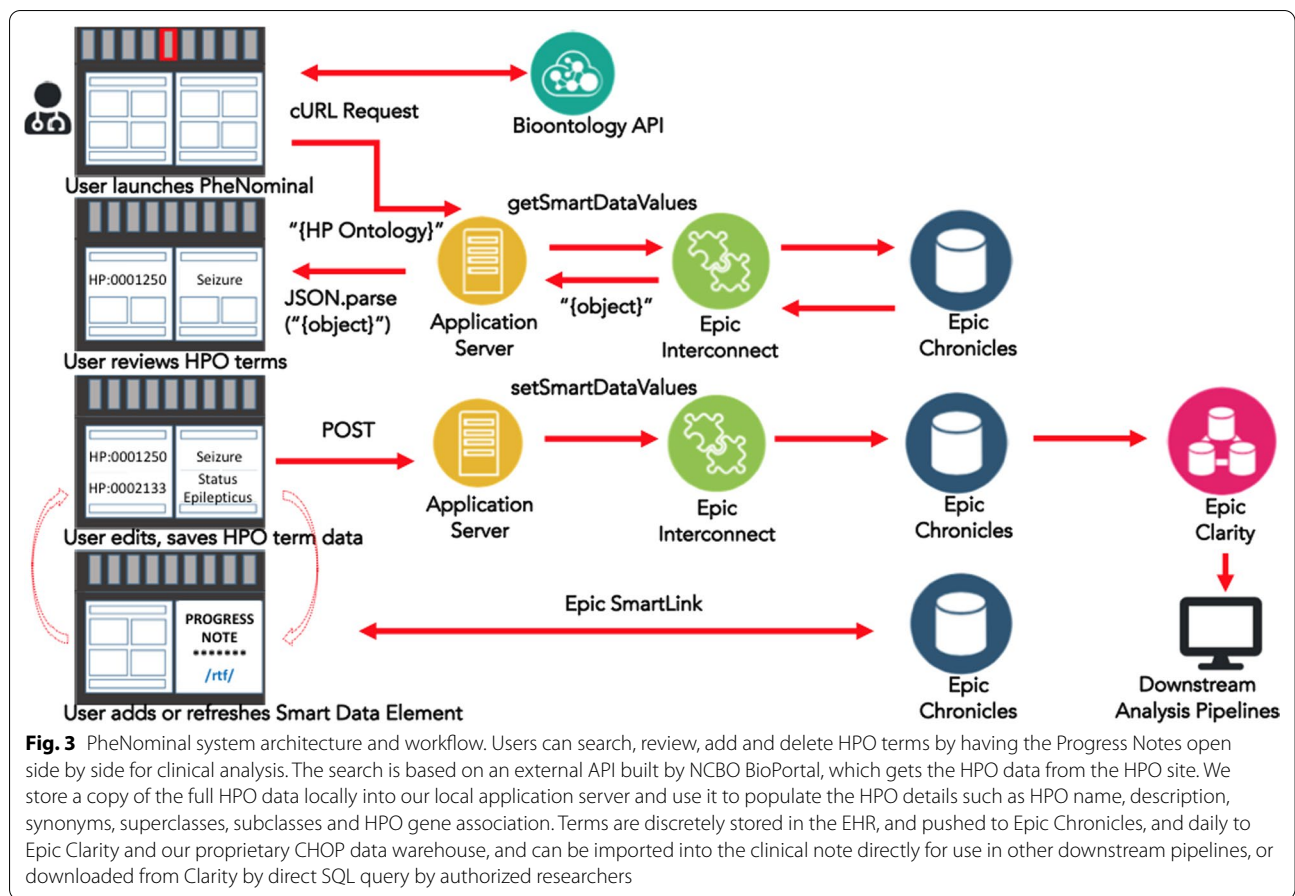 cURL Request
Bioontology API
User launches PheNominal
"{HP Ontology}"
getSmartDataValues
HP:0001250
Seizure
JSON.parse
("{object}")
"{object}"
Application
Server
Epic
Interconnect
Epic
Chronicles
User reviews HPO terms
HP:0001250
Seizure
HP:0002133
Status
Epilepticus
POST
setSmartDataValues
Application
Server
Epic
Interconnect
Epic
Chronicles
Epic
Clarity
User edits, saves HPO term data
PROGRESS
NOTE
*******
/rtf/
Epic SmartLink
Epic
Chronicles
Downstream
Analysis Pipelines
User adds or refreshes Smart Data Element
Fig. 3 PheNominal system architecture and workflow. Users can search, review, add and delete HPO terms by having the Progress Notes open
side by side for clinical analysis. The search is based on an external API built by NCBO BioPortal, which gets the HPO data from the HPO site. We
store a copy of the full HPO data locally into our local application server and use it to populate the HPO details such as HPO name, description,
synonyms, superclasses, subclasses and HPO gene association. Terms are discretely stored in the EHR, and pushed to Epic Chronicles, and daily to
Epic Clarity and our proprietary CHOP data warehouse, and can be imported into the clinical note directly for use in other downstream pipelines, or
downloaded from Clarity by direct SQL query by authorized researchers